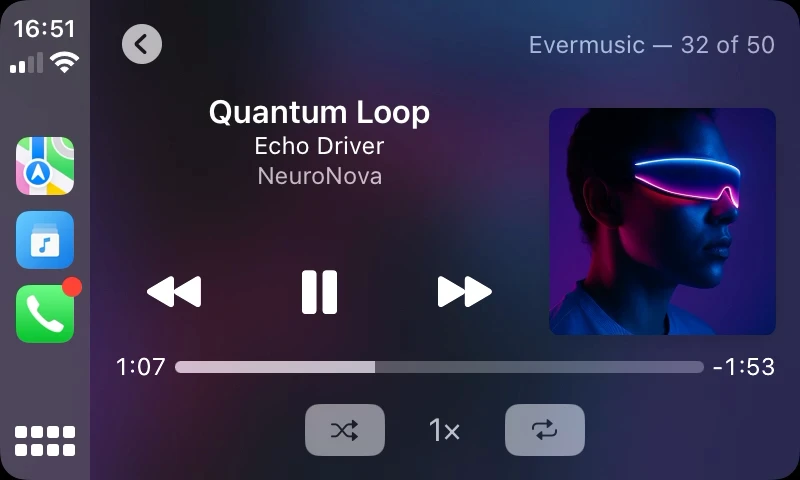 16:51
Evermusic — 32 of 50
Quantum Loop
Echo Driver
NeuroNova
1:07
-1:53
1×